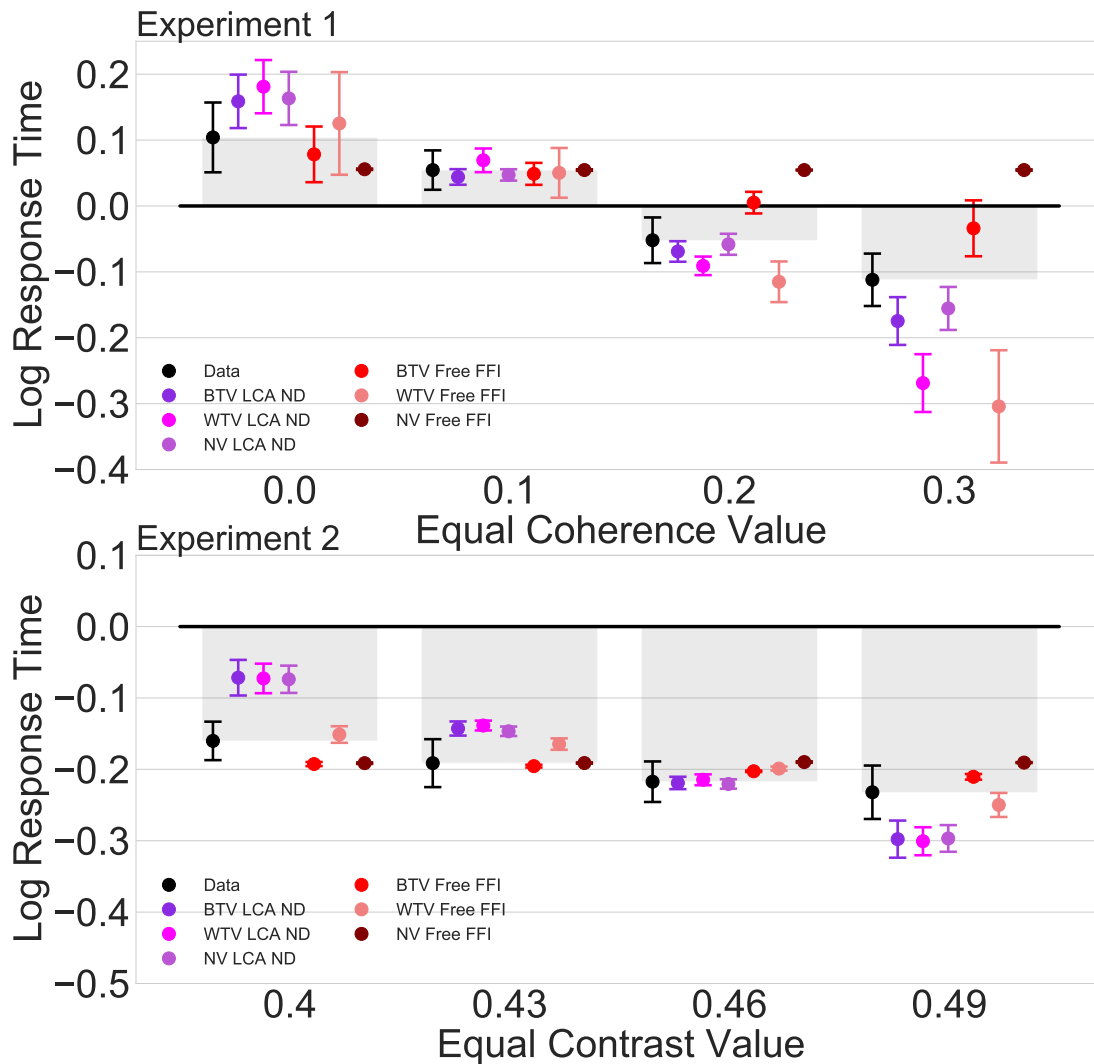 Experiment 1
Log Response Time
0.2
0.1
0.0
−0.1
−0.2
−0.3
−0.4
Data
BTV LCA ND
WTV LCA ND
NV LCA ND
BTV Free FFI
WTV Free FFI
NV Free FFI
0.0 0.1 0.2 0.3
Equal Coherence Value
Experiment 2
Log Response Time
0.1
0.0
−0.1
−0.2
−0.3
−0.4
−0.5
Data
BTV LCA ND
WTV LCA ND
NV LCA ND
BTV Free FFI
WTV Free FFI
NV Free FFI
0.4 0.43 0.46 0.49
Equal Contrast Value